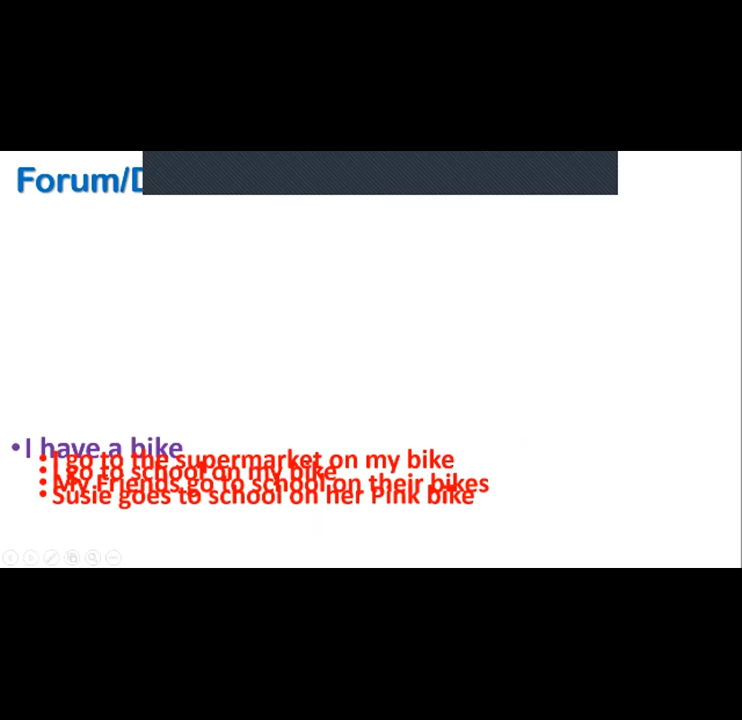 Forum/
•I have a bike
•I go to the supermarket on my bike
•I go to school on my bike
•My Friends go to school on their bikes
•Susie goes to school on her Pink bike